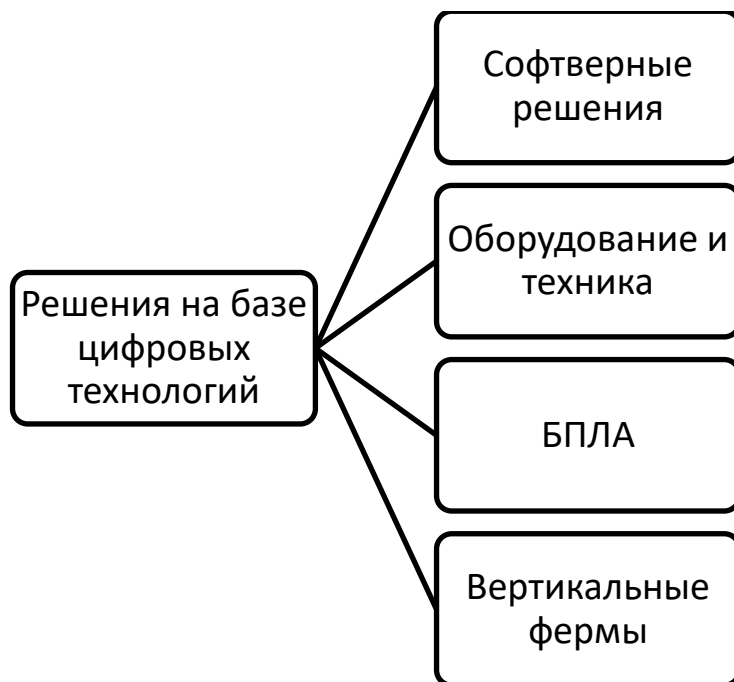 Софтверные
решения
Оборудование и
техника
Решения на базе
цифровых
технологий
БПЛА
Вертикальные
фермы